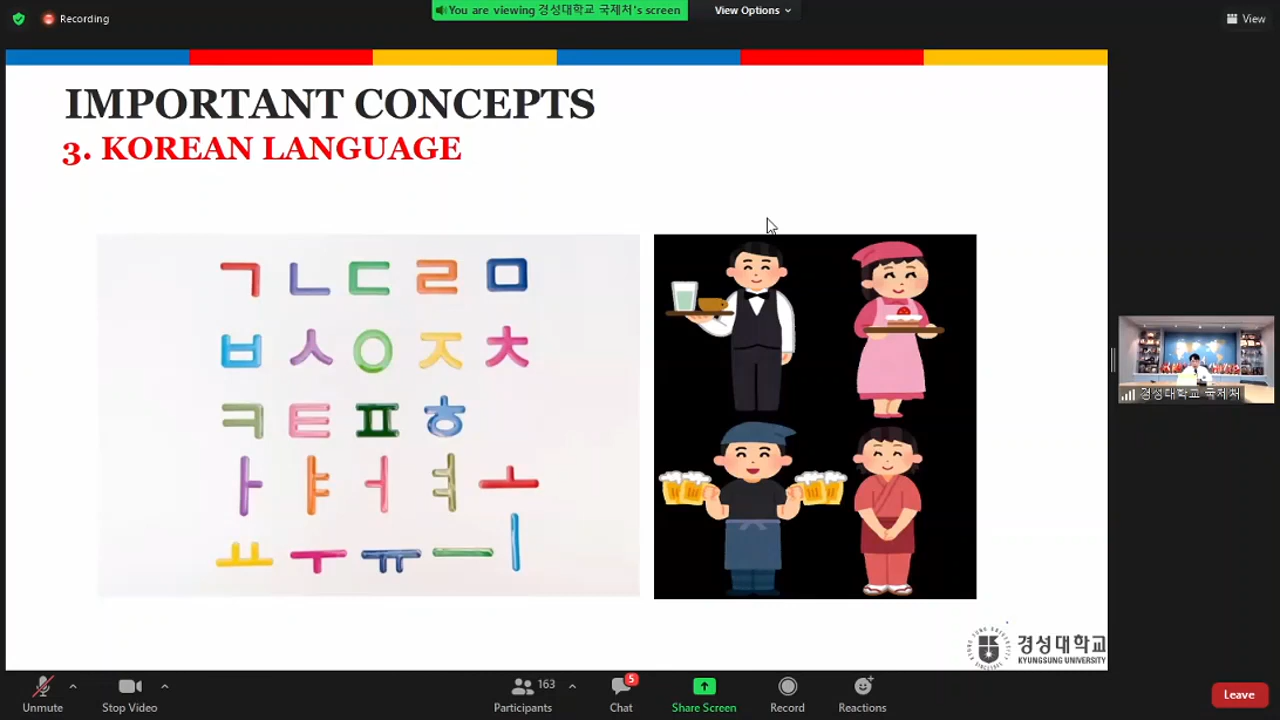 Recording
You are viewing 경성대학교 국제처's screen
View Options
View
IMPORTANT CONCEPTS
3. KOREAN LANGUAGE
ㄱ ㄴ ㄷ ㄹ ㅁ
ㅂ ㅅ ㅇ ㅈ ㅊ
ㅋ ㅌ ㅍ ㅎ
ㅏ ㅑ ㅓ ㅕ ㅗ
ㅛ ㅜ ㅠ ㅡ ㅣ
경성대학교 국제처
경성대학교
KYUNGSUNG UNIVERSITY
Unmute
Stop Video
163
Participants
5
Chat
Share Screen
Record
Reactions
Leave